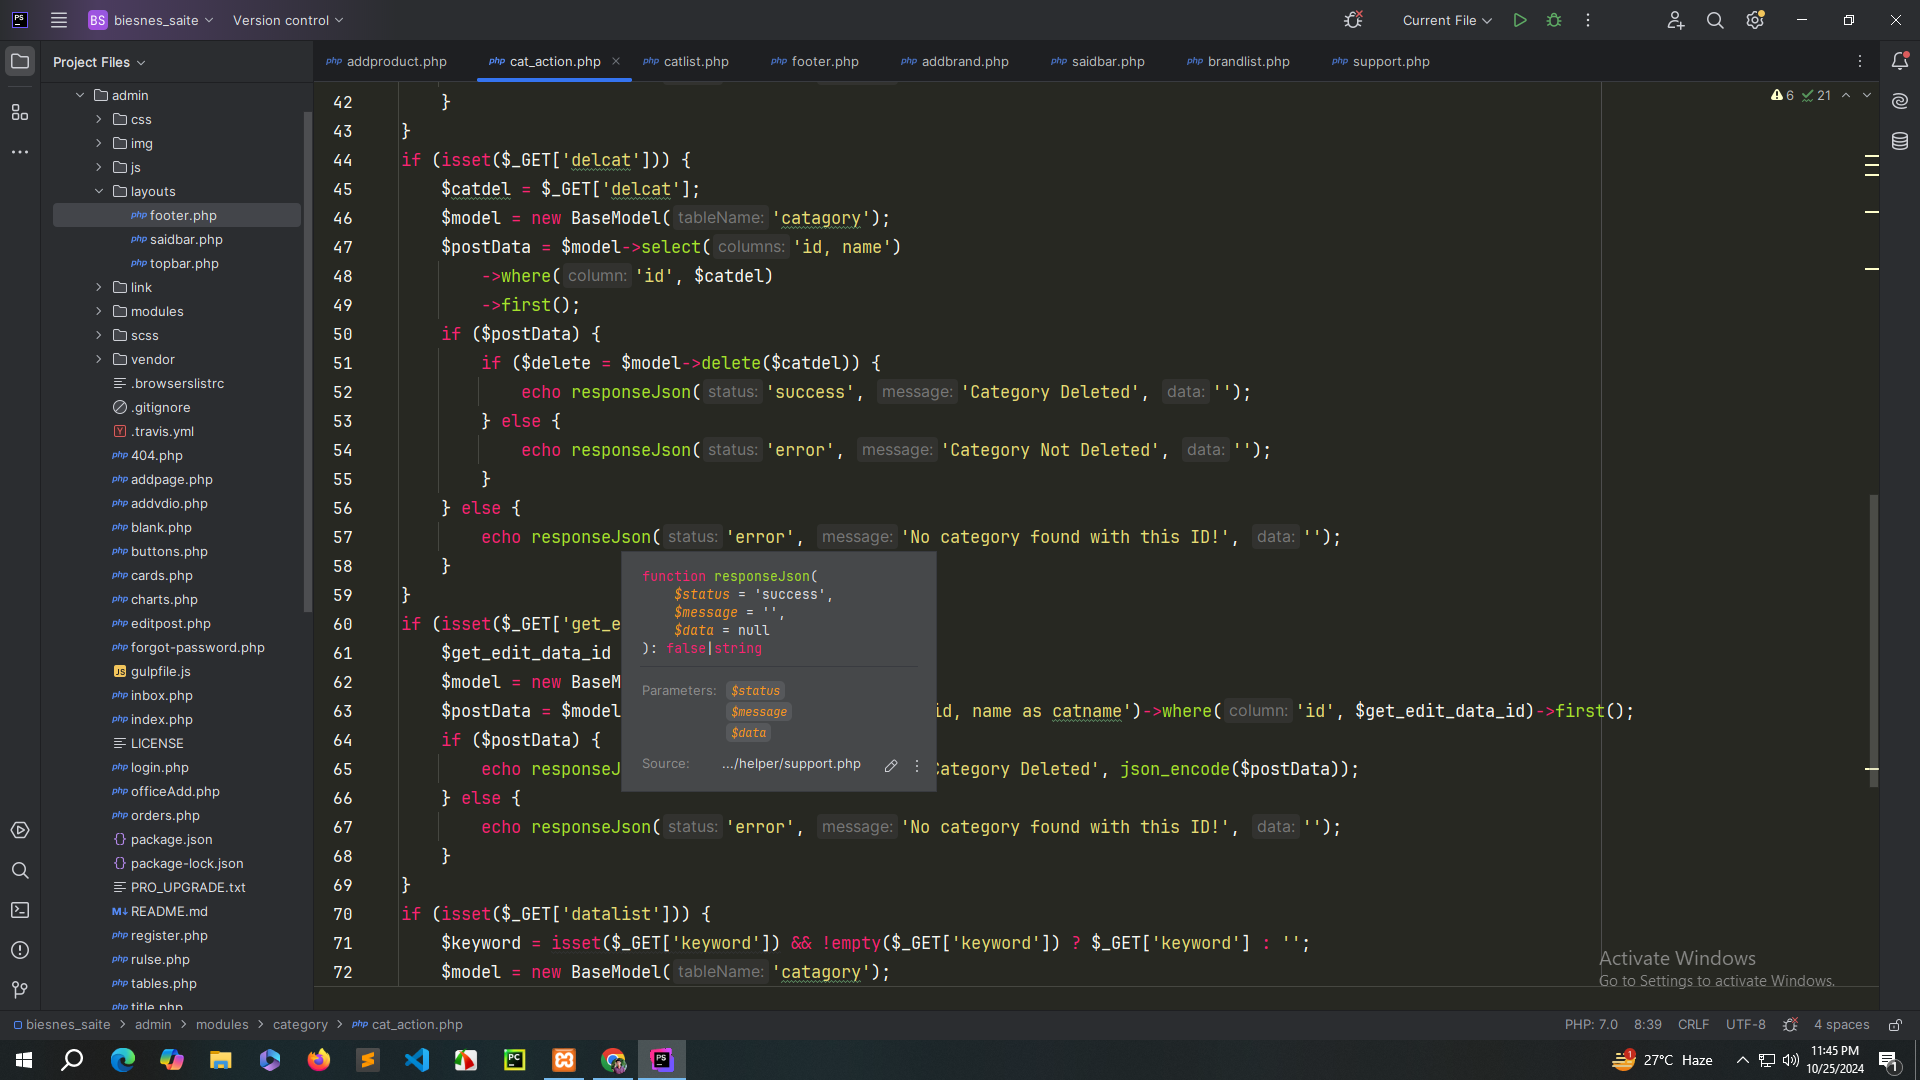 BS biesnes_saite Version control Current File
Project Files
addproduct.php cat_action.php catlist.php footer.php addbrand.php saidbar.php brandlist.php support.php
6 21
admin
css
img
js
layouts
footer.php
saidbar.php
topbar.php
link
modules
scss
vendor
.browserslistrc
.gitignore
.travis.yml
404.php
addpage.php
addvdio.php
blank.php
buttons.php
cards.php
charts.php
editpost.php
forgot-password.php
gulpfile.js
inbox.php
index.php
LICENSE
login.php
officeAdd.php
orders.php
package.json
package-lock.json
PRO_UPGRADE.txt
README.md
register.php
rulse.php
tables.php
title.php
42 }
43 }
44 if (isset($_GET['delcat'])) {
45 $catdel = $_GET['delcat'];
46 $model = new BaseModel( tableName: 'catagory');
47 $postData = $model->select( columns: 'id, name')
48 ->where( column: 'id', $catdel)
49 ->first();
50 if ($postData) {
51 if ($delete = $model->delete($catdel)) {
52 echo responseJson( status: 'success', message: 'Category Deleted', data: '');
53 } else {
54 echo responseJson( status: 'error', message: 'Category Not Deleted', data: '');
55 }
56 } else {
57 echo responseJson( status: 'error', message: 'No category found with this ID!', data: '');
58 }
59 }
60 if (isset($_GET['get_e
61 $get_edit_data_id
62 $model = new BaseM
63 $postData = $model id, name as catname')->where( column: 'id', $get_edit_data_id)->first();
64 if ($postData) {
65 echo responseJ Category Deleted', json_encode($postData));
66 } else {
67 echo responseJson( status: 'error', message: 'No category found with this ID!', data: '');
68 }
69 }
70 if (isset($_GET['datalist'])) {
71 $keyword = isset($_GET['keyword']) && !empty($_GET['keyword']) ? $_GET['keyword'] : '';
72 $model = new BaseModel( tableName: 'catagory');
function responseJson(
$status = 'success',
$message = '',
$data = null
): false|string
Parameters: $status
$message
$data
Source: .../helper/support.php
Activate Windows
Go to Settings to activate Windows.
biesnes_saite > admin > modules > category > cat_action.php
PHP: 7.0 8:39 CRLF UTF-8 4 spaces
27°C Haze
11:45 PM
10/25/2024